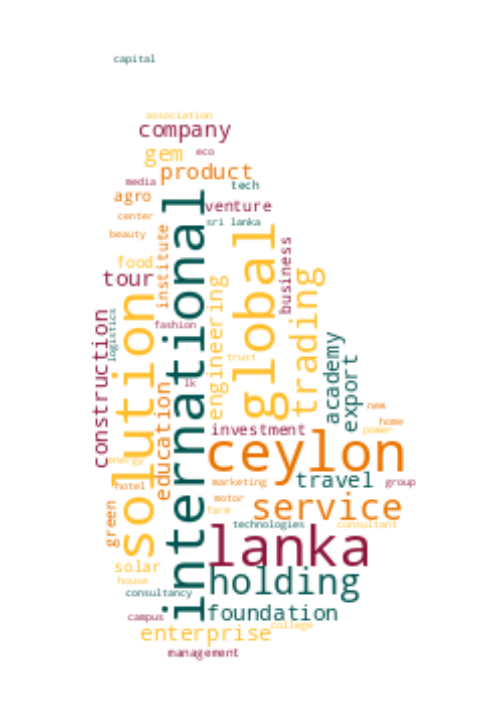 capital
association
company
gem
eco
product
media
tech
agro
venture
center
sri lanka
beauty
institute
international
global
business
food
tour
solution
engineering
trading
construction
logistics
fashion
academy
export
trust
lk
education
new
home
power
investment
ceylon
energy
travel
hotel
marketing
group
motor
service
green
farm
technologies
consultant
lanka
solar
house
holding
consultancy
campus
foundation
enterprise
college
management